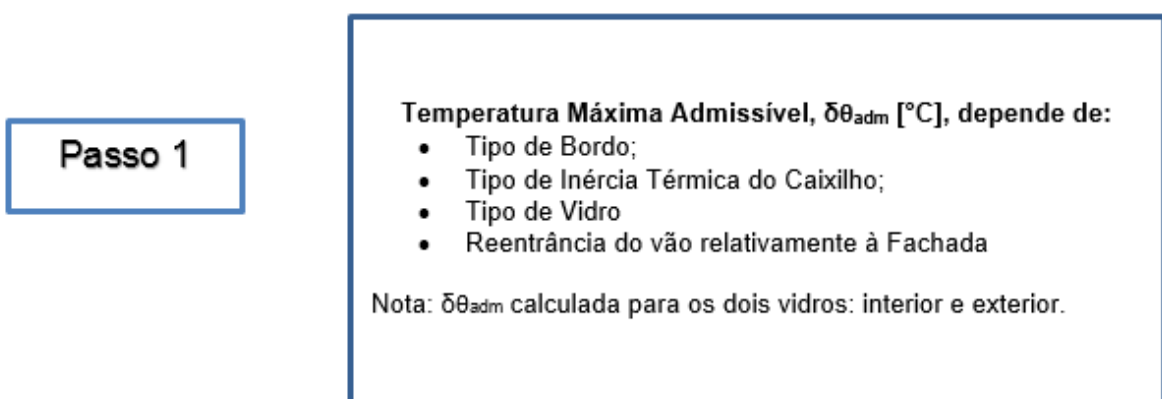 Passo 1
Temperatura Máxima Admissível, δθadm [°C], depende de:
• Tipo de Bordo;
• Tipo de Inércia Térmica do Caixilho;
• Tipo de Vidro
• Reentrância do vão relativamente à Fachada
Nota: δθadm calculada para os dois vidros: interior e exterior.